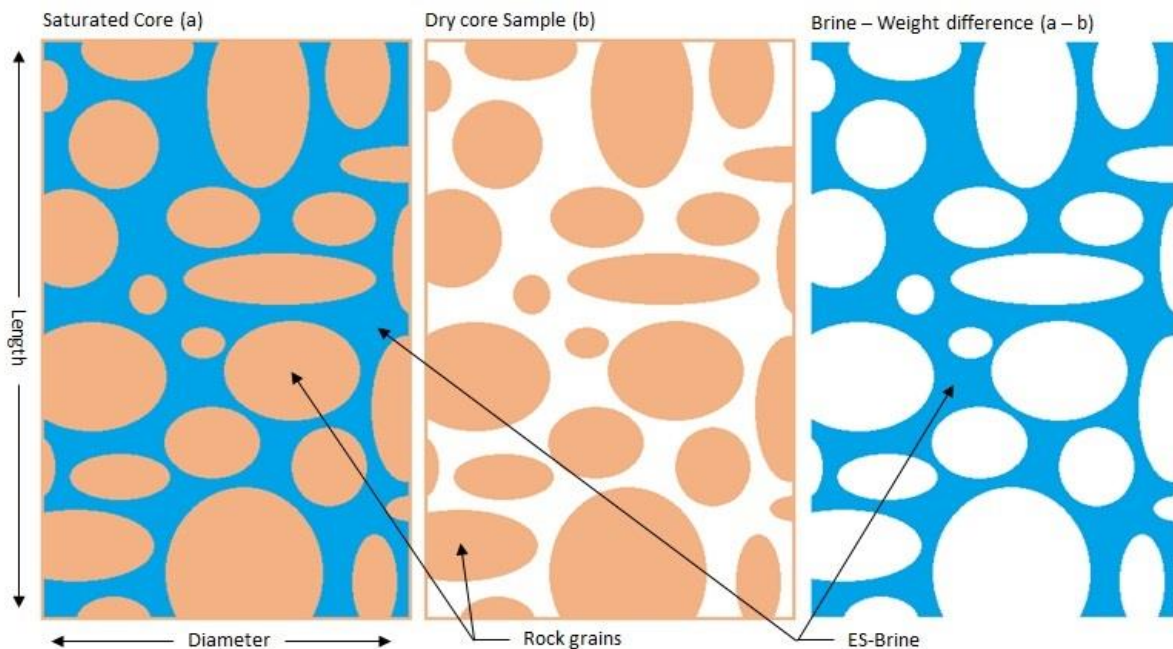 Saturated Core (a)
Dry core Sample (b)
Brine – Weight difference (a – b)
Length
Diameter
Rock grains
ES-Brine